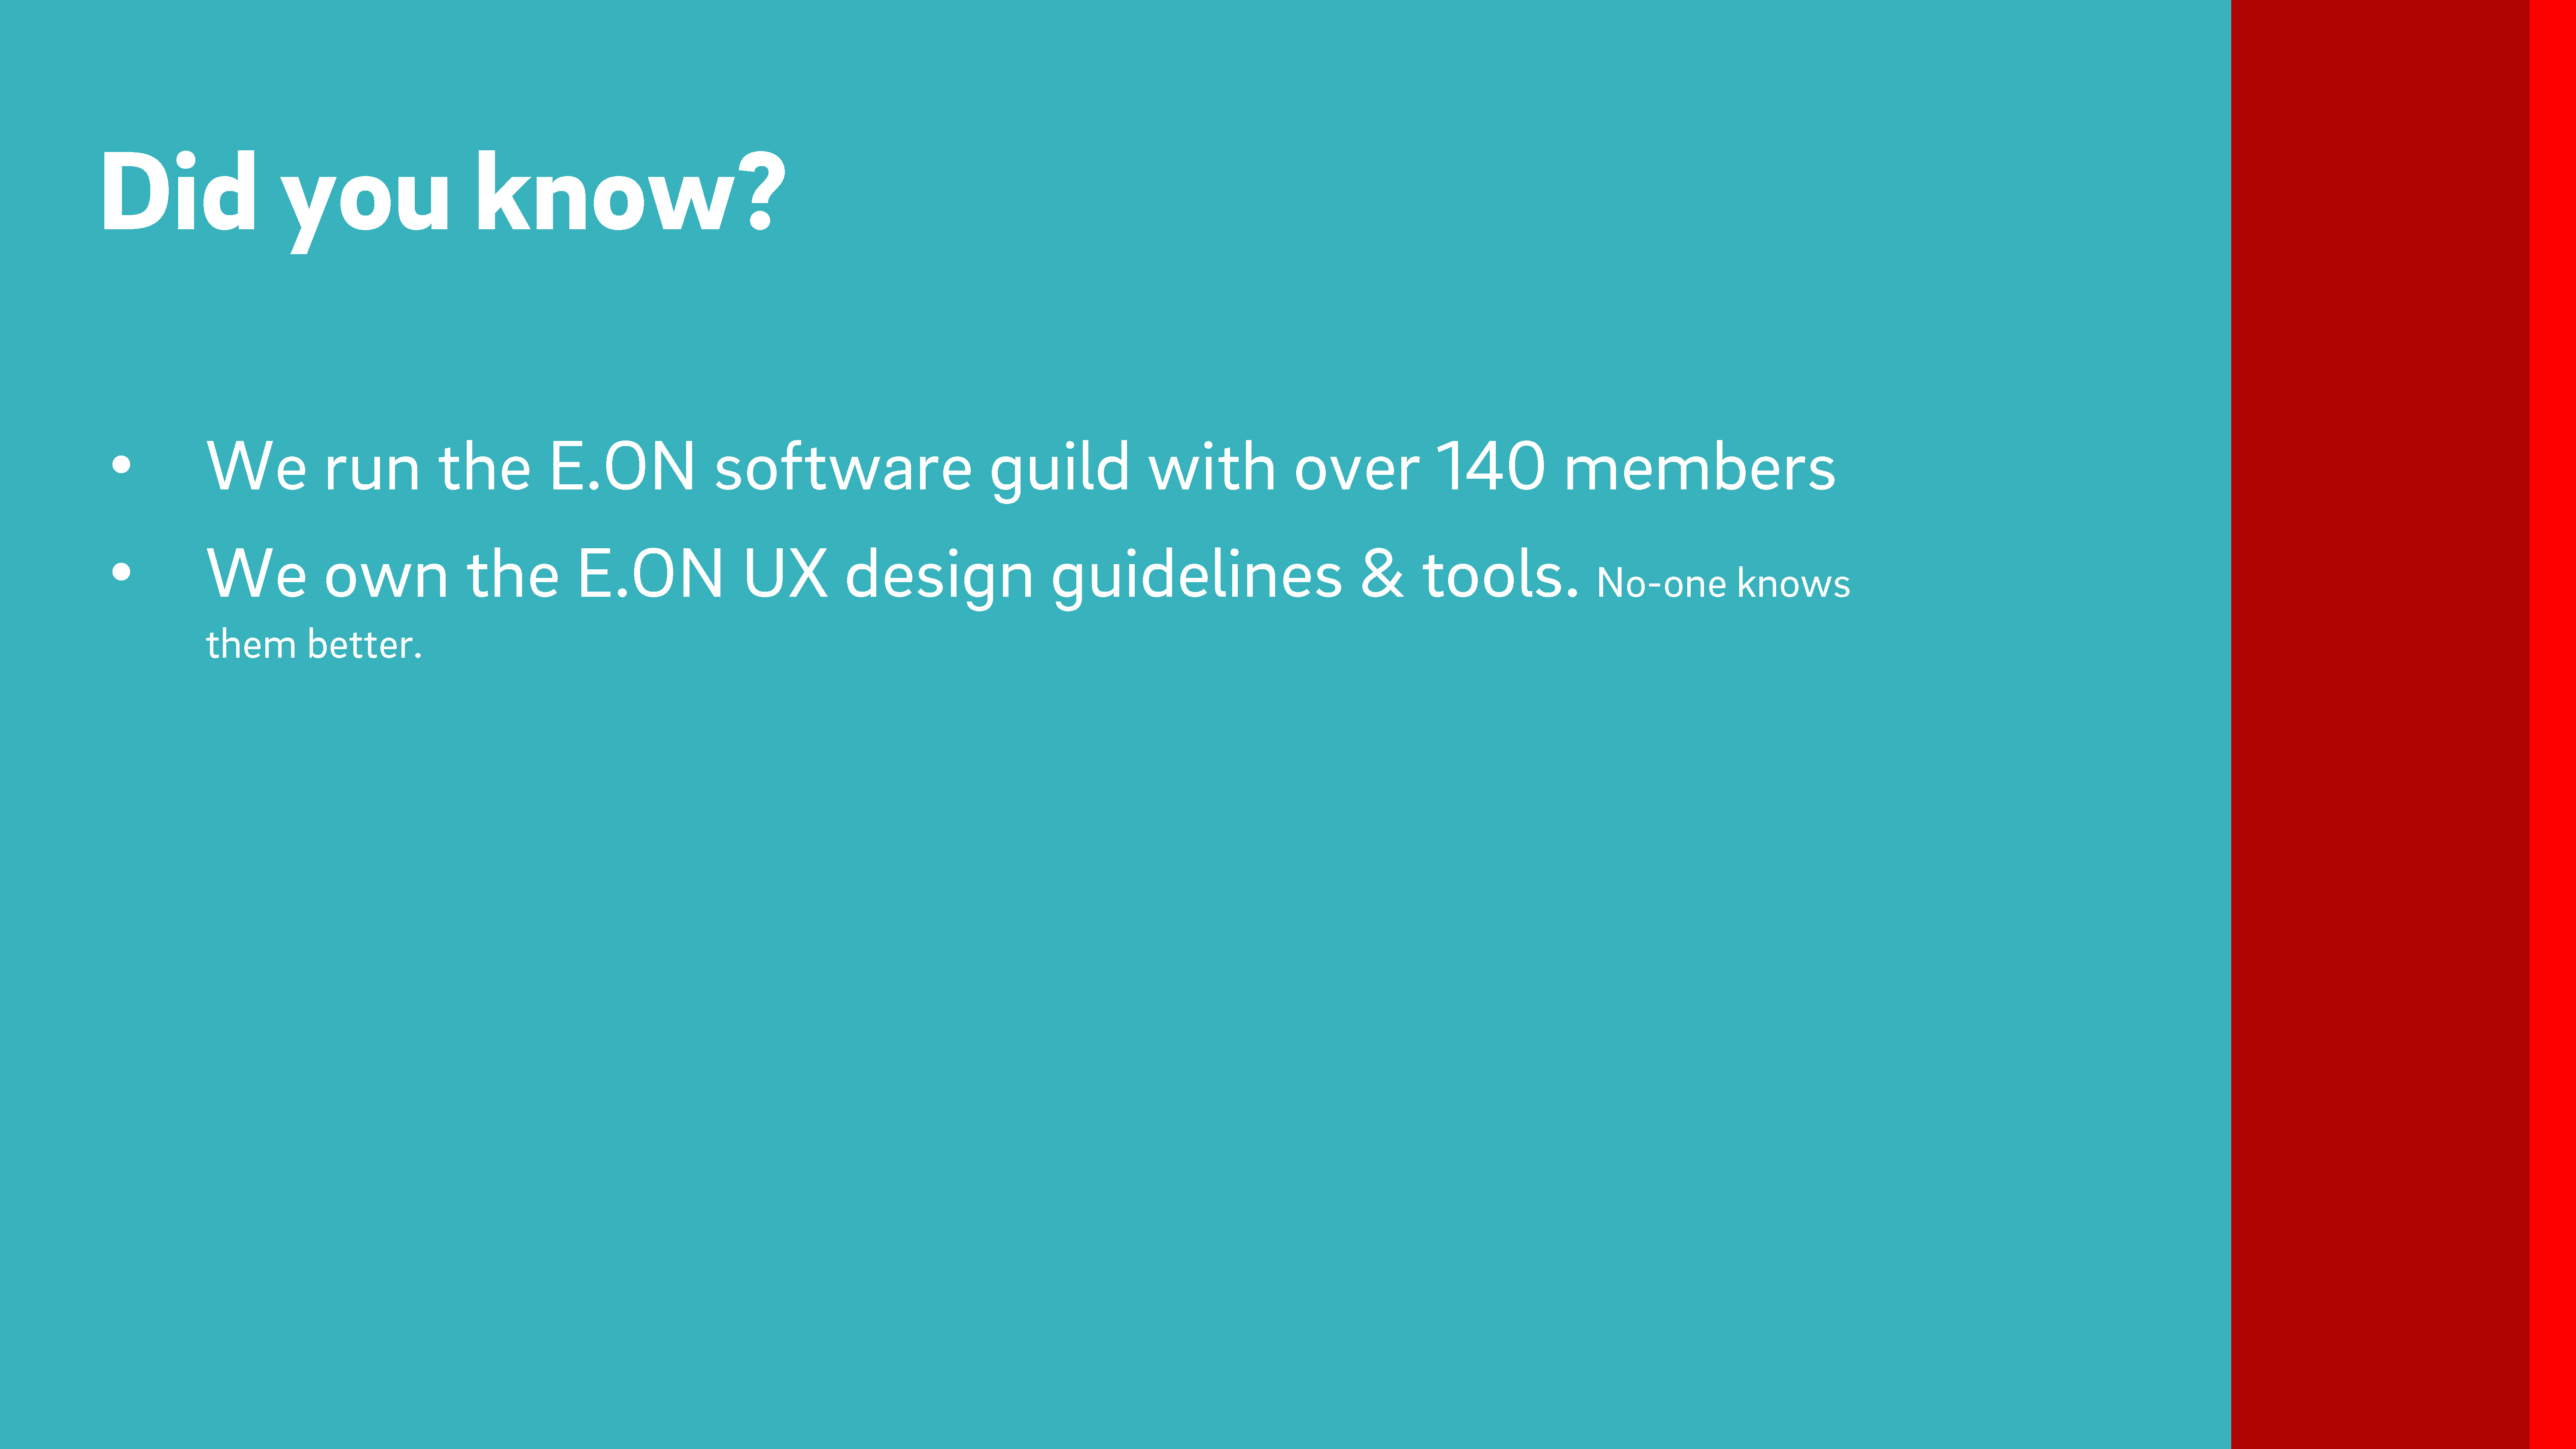 Did you know?
• We run the E.ON software guild with over 140 members
• We own the E.ON UX design guidelines & tools. No-one knows
them better.